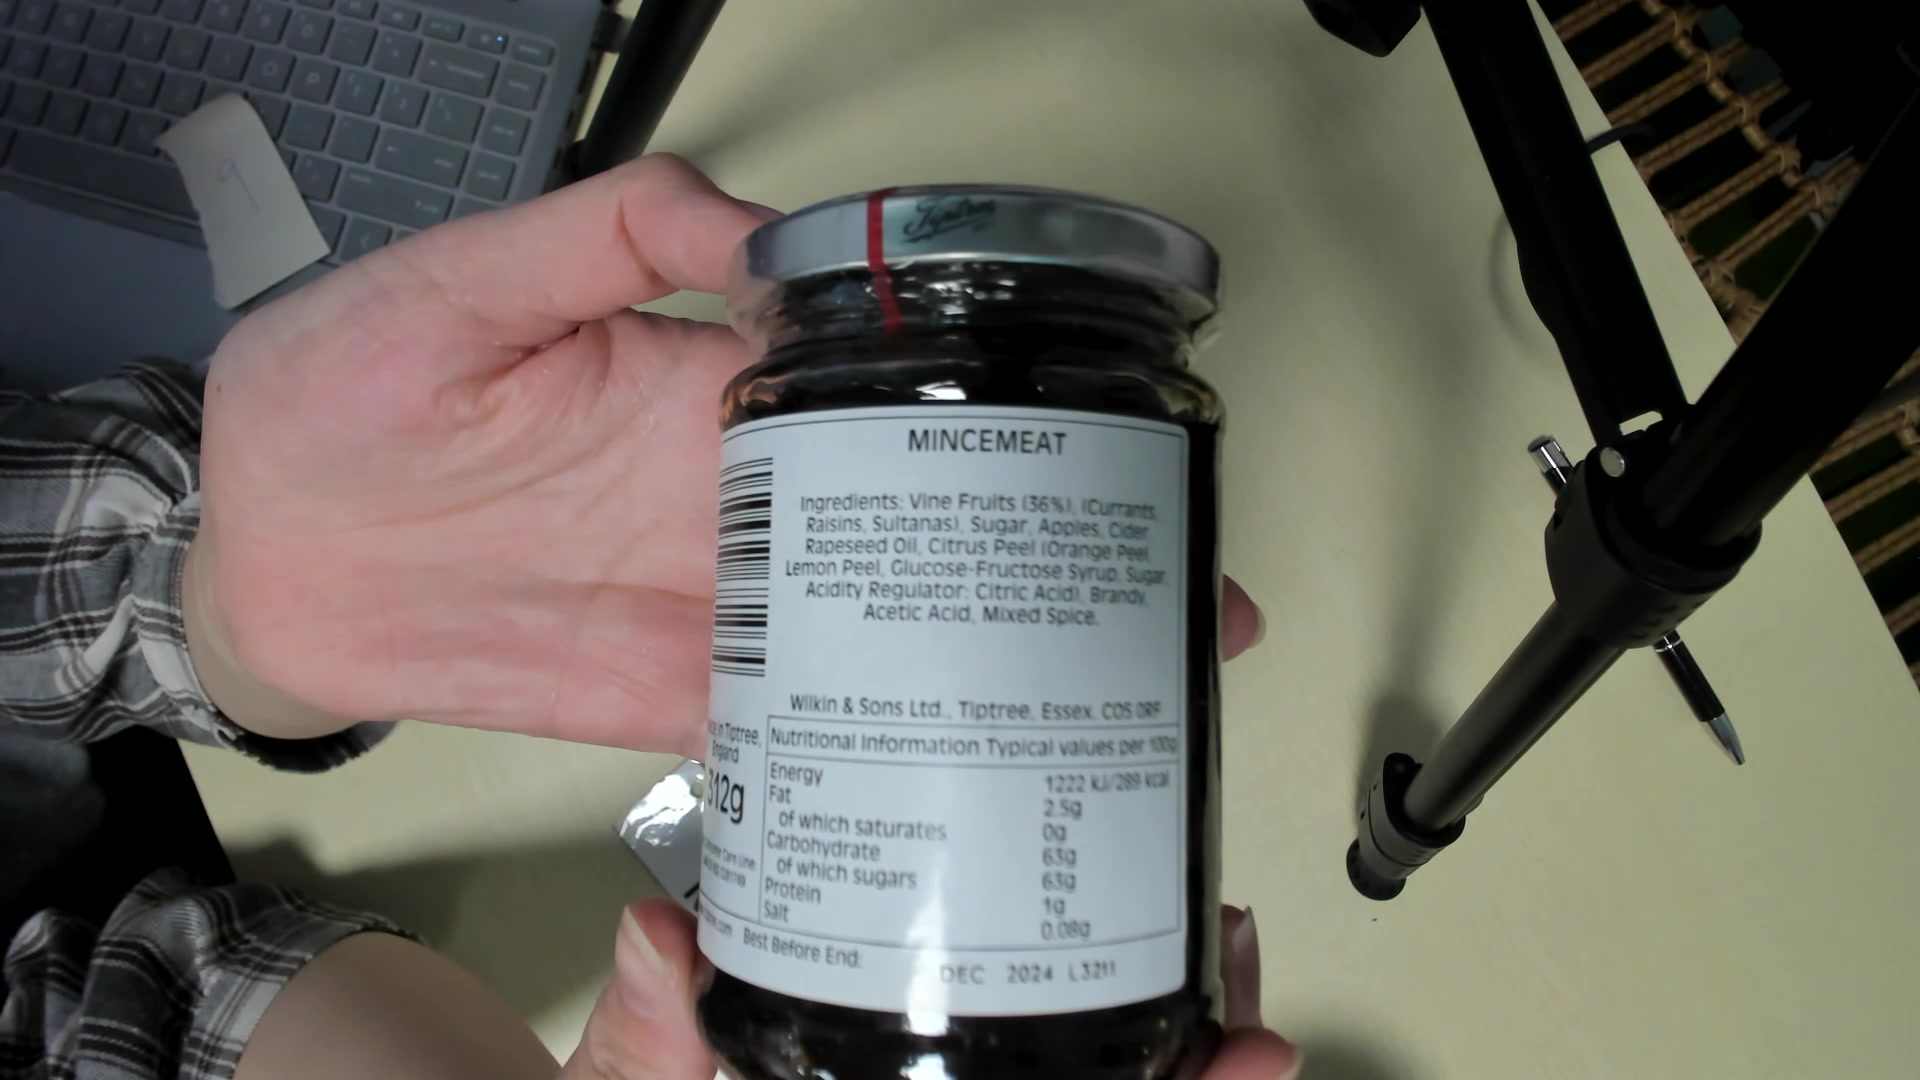 Tiptree
MINCEMEAT
Ingredients: Vine Fruits (36%), (Currants,
Raisins, Sultanas), Sugar, Apples, Cider,
Rapeseed Oil, Citrus Peel (Orange Peel,
Lemon Peel, Glucose-Fructose Syrup, Sugar,
Acidity Regulator: Citric Acid), Brandy,
Acetic Acid, Mixed Spice.
Wilkin & Sons Ltd., Tiptree, Essex. CO5 0RF
in Tiptree,
England
312g
Nutritional Information Typical values per 100g
Energy 1222 kJ/289 kcal
Fat 2.5g
of which saturates 0g
Carbohydrate 63g
of which sugars 63g
Protein 1g
Salt 0.08g
Care Line
Best Before End:
DEC 2024 L3211